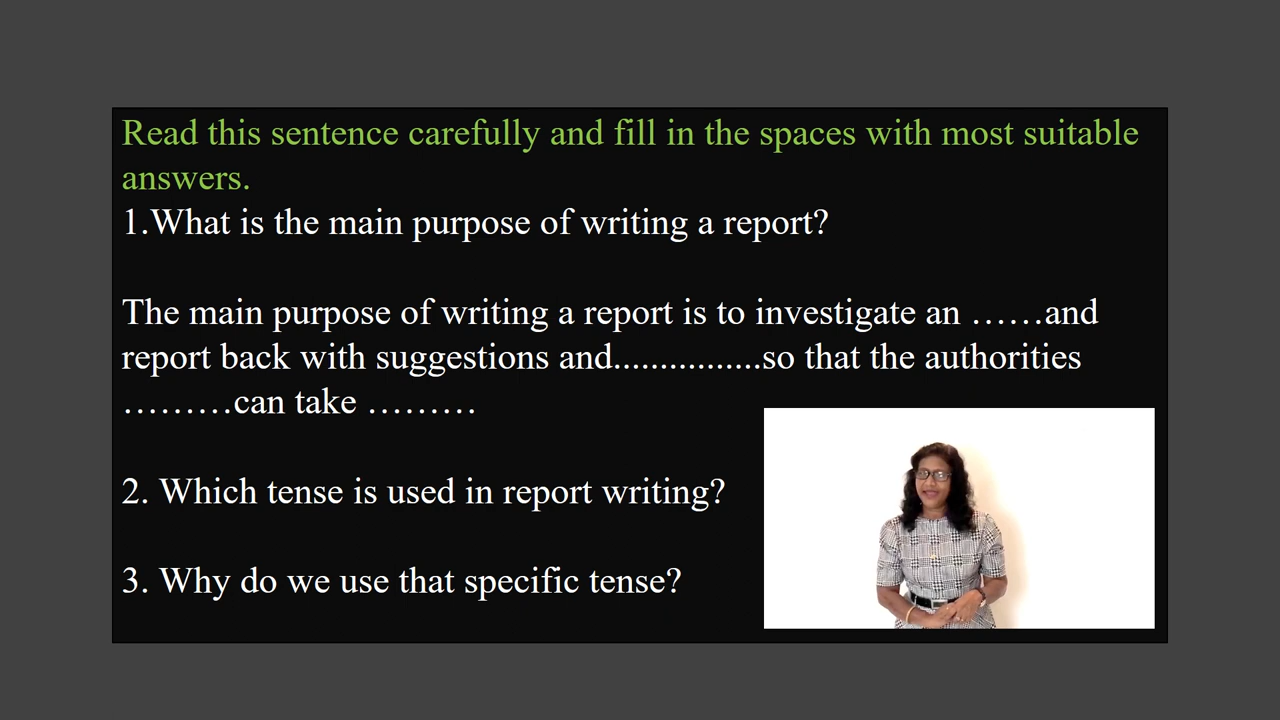 Read this sentence carefully and fill in the spaces with most suitable
answers.
1.What is the main purpose of writing a report?
The main purpose of writing a report is to investigate an ……and
report back with suggestions and................so that the authorities
………can take ………
2. Which tense is used in report writing?
3. Why do we use that specific tense?